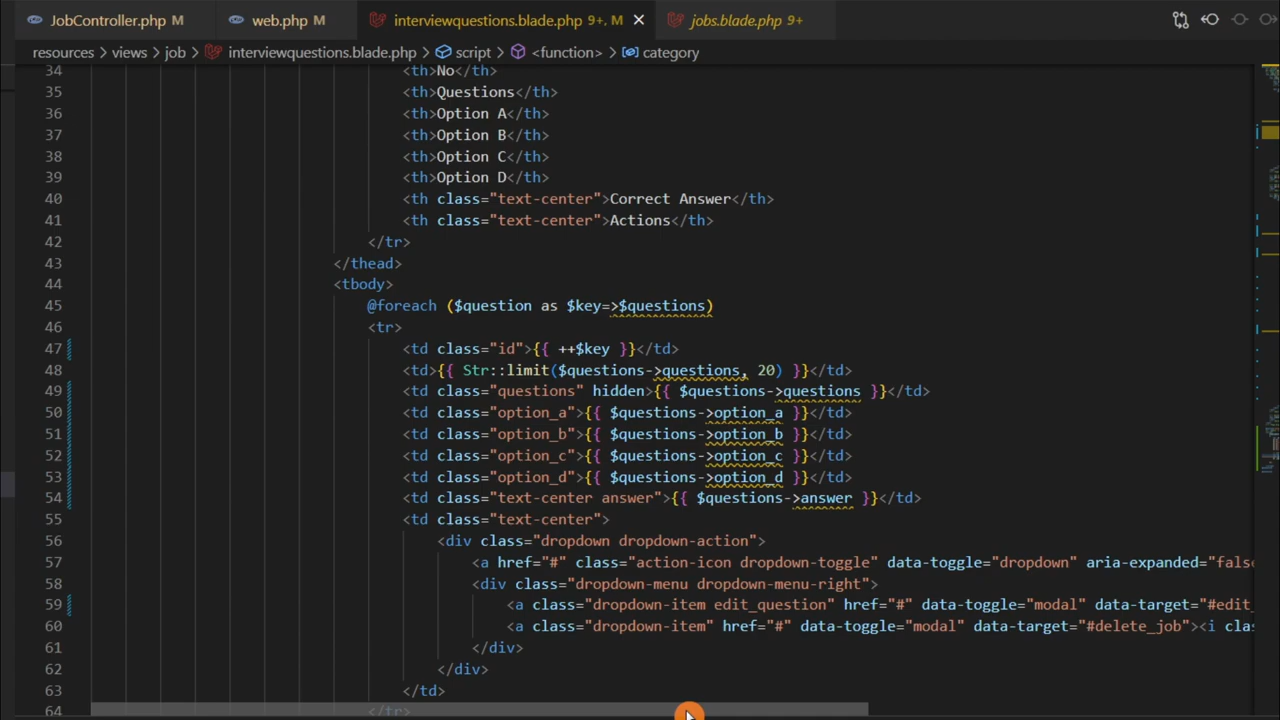 JobController.php M web.php M interviewquestions.blade.php 9+, M jobs.blade.php 9+
resources > views > job > interviewquestions.blade.php > script > <function> > category
34 <th>No</th>
35 <th>Questions</th>
36 <th>Option A</th>
37 <th>Option B</th>
38 <th>Option C</th>
39 <th>Option D</th>
40 <th class="text-center">Correct Answer</th>
41 <th class="text-center">Actions</th>
42 </tr>
43 </thead>
44 <tbody>
45 @foreach ($question as $key=>$questions)
46 <tr>
47 <td class="id">{{ ++$key }}</td>
48 <td>{{ Str::limit($questions->questions, 20) }}</td>
49 <td class="questions" hidden>{{ $questions->questions }}</td>
50 <td class="option_a">{{ $questions->option_a }}</td>
51 <td class="option_b">{{ $questions->option_b }}</td>
52 <td class="option_c">{{ $questions->option_c }}</td>
53 <td class="option_d">{{ $questions->option_d }}</td>
54 <td class="text-center answer">{{ $questions->answer }}</td>
55 <td class="text-center">
56 <div class="dropdown dropdown-action">
57 <a href="#" class="action-icon dropdown-toggle" data-toggle="dropdown" aria-expanded="false
58 <div class="dropdown-menu dropdown-menu-right">
59 <a class="dropdown-item edit_question" href="#" data-toggle="modal" data-target="#edit_
60 <a class="dropdown-item" href="#" data-toggle="modal" data-target="#delete_job"><i clas
61 </div>
62 </div>
63 </td>
64 </tr>